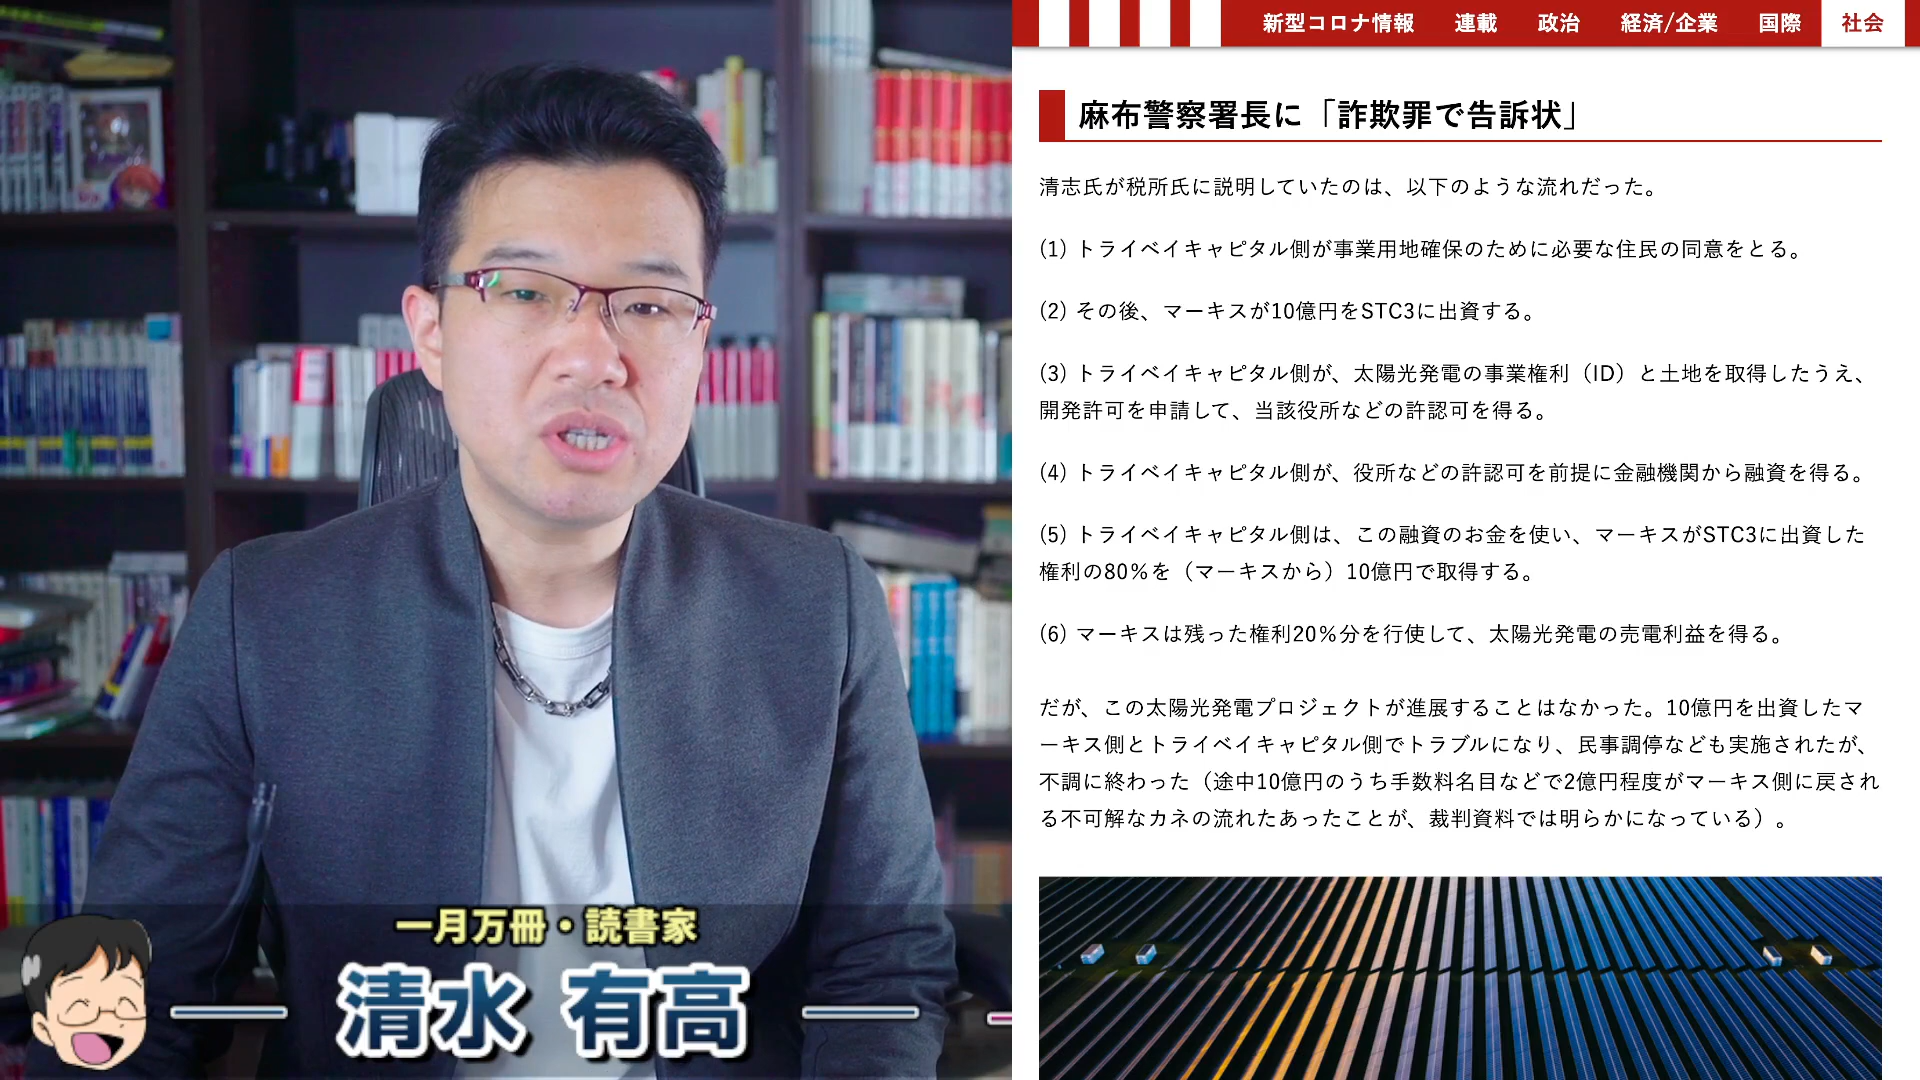 新型コロナ情報 連載 政治 経済/企業 国際 社会
麻布警察署長に「詐欺罪で告訴状」
清志氏が税所氏に説明していたのは、以下のような流れだった。
(1) トライベイキャピタル側が事業用地確保のために必要な住民の同意をとる。
(2) その後、マーキスが10億円をSTC3に出資する。
(3) トライベイキャピタル側が、太陽光発電の事業権利（ID）と土地を取得したうえ、
開発許可を申請して、当該役所などの許認可を得る。
(4) トライベイキャピタル側が、役所などの許認可を前提に金融機関から融資を得る。
(5) トライベイキャピタル側は、この融資のお金を使い、マーキスがSTC3に出資した
権利の80％を（マーキスから）10億円で取得する。
(6) マーキスは残った権利20％分を行使して、太陽光発電の売電利益を得る。
だが、この太陽光発電プロジェクトが進展することはなかった。10億円を出資したマ
ーキス側とトライベイキャピタル側でトラブルになり、民事調停なども実施されたが、
不調に終わった（途中10億円のうち手数料名目などで2億円程度がマーキス側に戻され
る不可解なカネの流れたあったことが、裁判資料では明らかになっている）。
一月万冊・読書家
清水 有高